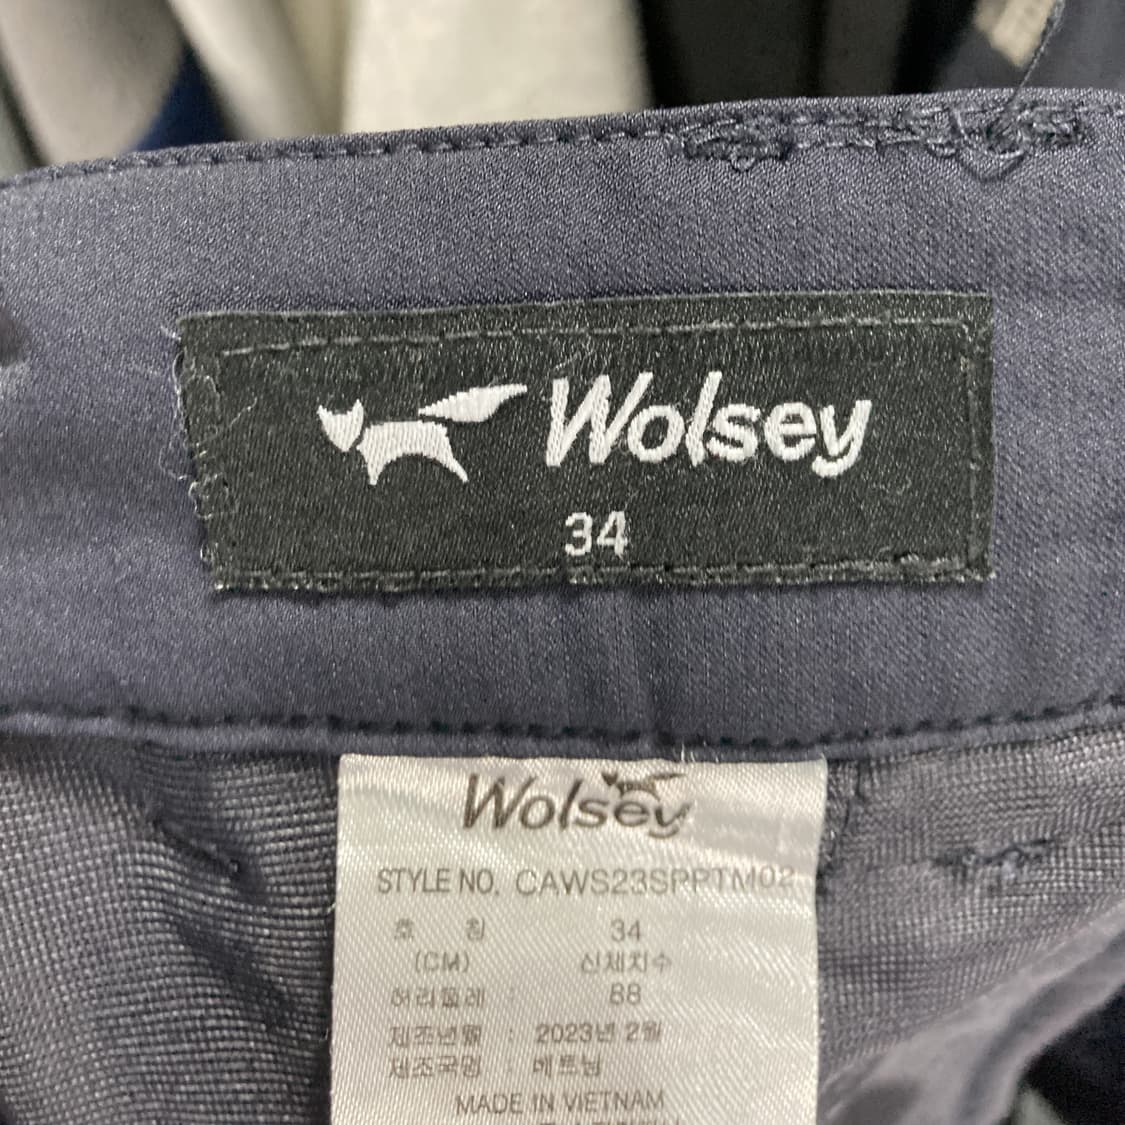 Wolsey
34
Wolsey
STYLE NO. CAWS23SPPTM02
호 칭 34
(CM) 신체치수
허리둘레 : 88
제조년월 : 2023년 2월
제조국명 : 베트남
MADE IN VIETNAM